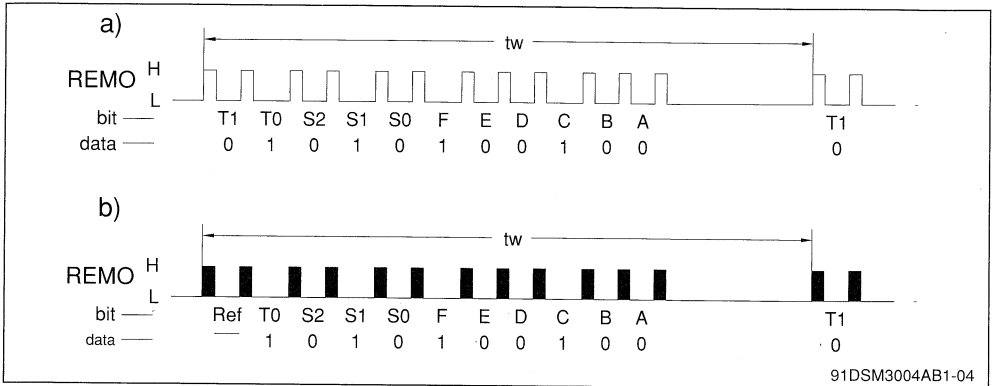 a)
tw
REMO H
L
bit — T1 T0 S2 S1 S0 F E D C B A T1
data — 0 1 0 1 0 1 0 0 1 0 0 0
b)
tw
REMO H
L
bit — Ref T0 S2 S1 S0 F E D C B A T1
data — — 1 0 1 0 1 0 0 1 0 0 0
91DSM3004AB1-04